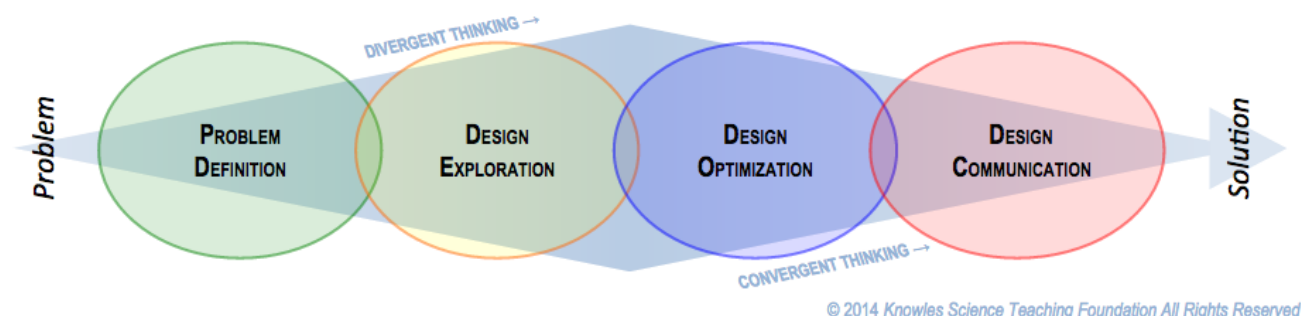 DIVERGENT THINKING →
Problem
PROBLEM
DEFINITION
DESIGN
EXPLORATION
DESIGN
OPTIMIZATION
DESIGN
COMMUNICATION
Solution
CONVERGENT THINKING →
© 2014 Knowles Science Teaching Foundation All Rights Reserved